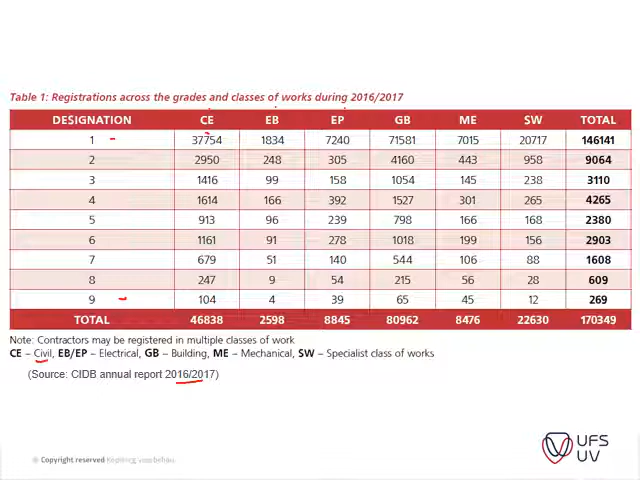 Table 1: Registrations across the grades and classes of works during 2016/2017
DESIGNATION CE EB EP GB ME SW TOTAL
1 37754 1834 7240 71581 7015 20717 146141
2 2950 248 305 4160 443 958 9064
3 1416 99 158 1054 145 238 3110
4 1614 166 392 1527 301 265 4265
5 913 96 239 798 166 168 2380
6 1161 91 278 1018 199 156 2903
7 679 51 140 544 106 88 1608
8 247 9 54 215 56 28 609
9 104 4 39 65 45 12 269
TOTAL 46838 2598 8845 80962 8476 22630 170349
Note: Contractors may be registered in multiple classes of work
CE – Civil, EB/EP – Electrical, GB – Building, ME – Mechanical, SW – Specialist class of works
(Source: CIDB annual report 2016/2017)
UFS
UV
Copyright reserved Kopiereg voorbehou